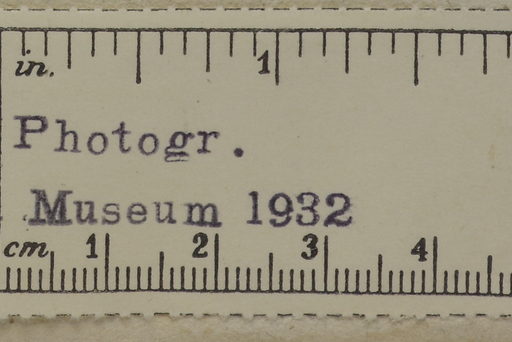 in. 1
Photogr.
Museum 1932
cm 1 2 3 4